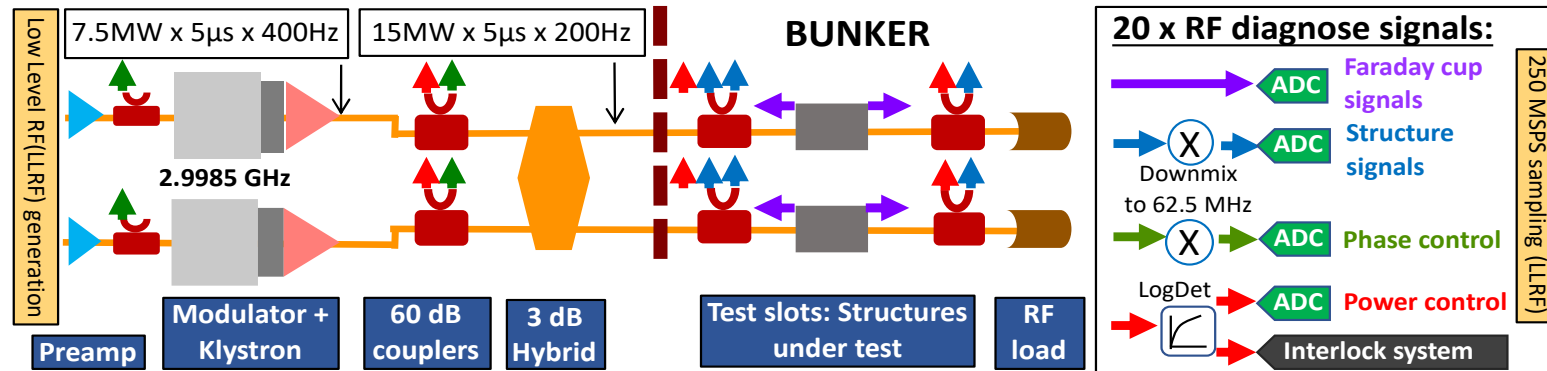 Low Level RF(LLRF) generation
7.5MW x 5µs x 400Hz
15MW x 5µs x 200Hz
BUNKER
2.9985 GHz
Preamp
Modulator +
Klystron
60 dB
couplers
3 dB
Hybrid
Test slots: Structures
under test
RF
load
20 x RF diagnose signals:
ADC
Faraday cup
signals
X
ADC
Structure
signals
Downmix
to 62.5 MHz
X
ADC
Phase control
LogDet
ADC
Power control
Interlock system
250 MSPS sampling (LLRF)